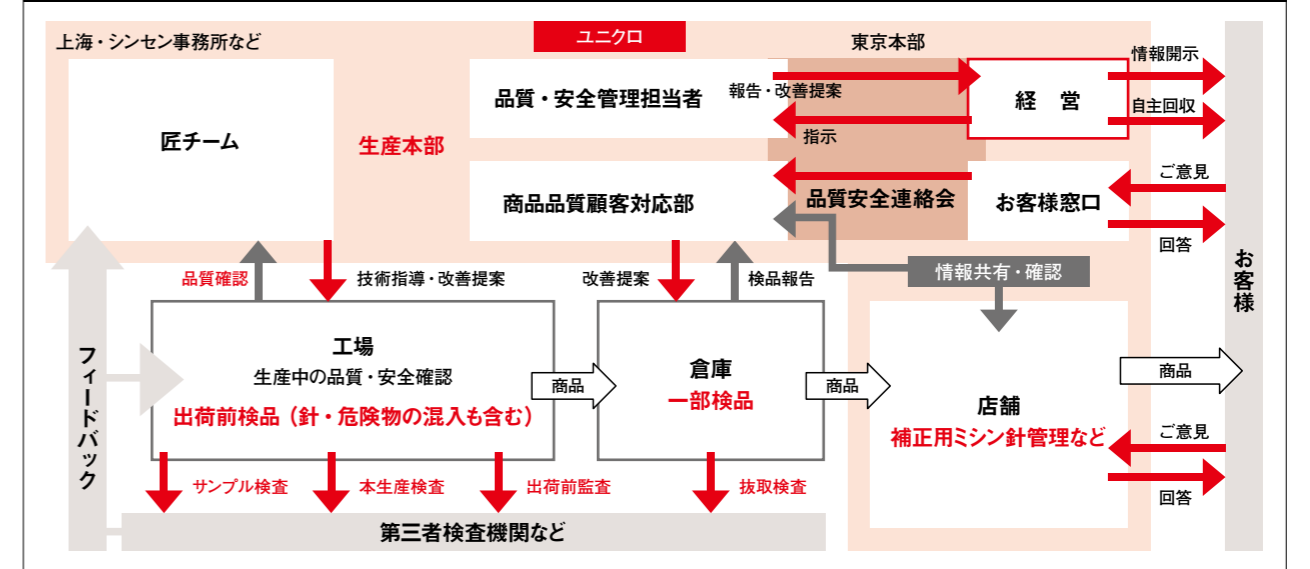 上海・シンセン事務所など
ユニクロ
東京本部
匠チーム
生産本部
品質・安全管理担当者
報告・改善提案
指示
経　営
情報開示
自主回収
商品品質顧客対応部
品質安全連絡会
お客様窓口
ご意見
回答
お客様
品質確認
技術指導・改善提案
改善提案
検品報告
情報共有・確認
フィードバック
工場
生産中の品質・安全確認
出荷前検品（針・危険物の混入も含む）
商品
倉庫
一部検品
商品
店舗
補正用ミシン針管理など
商品
ご意見
回答
サンプル検査
本生産検査
出荷前監査
抜取検査
第三者検査機関など